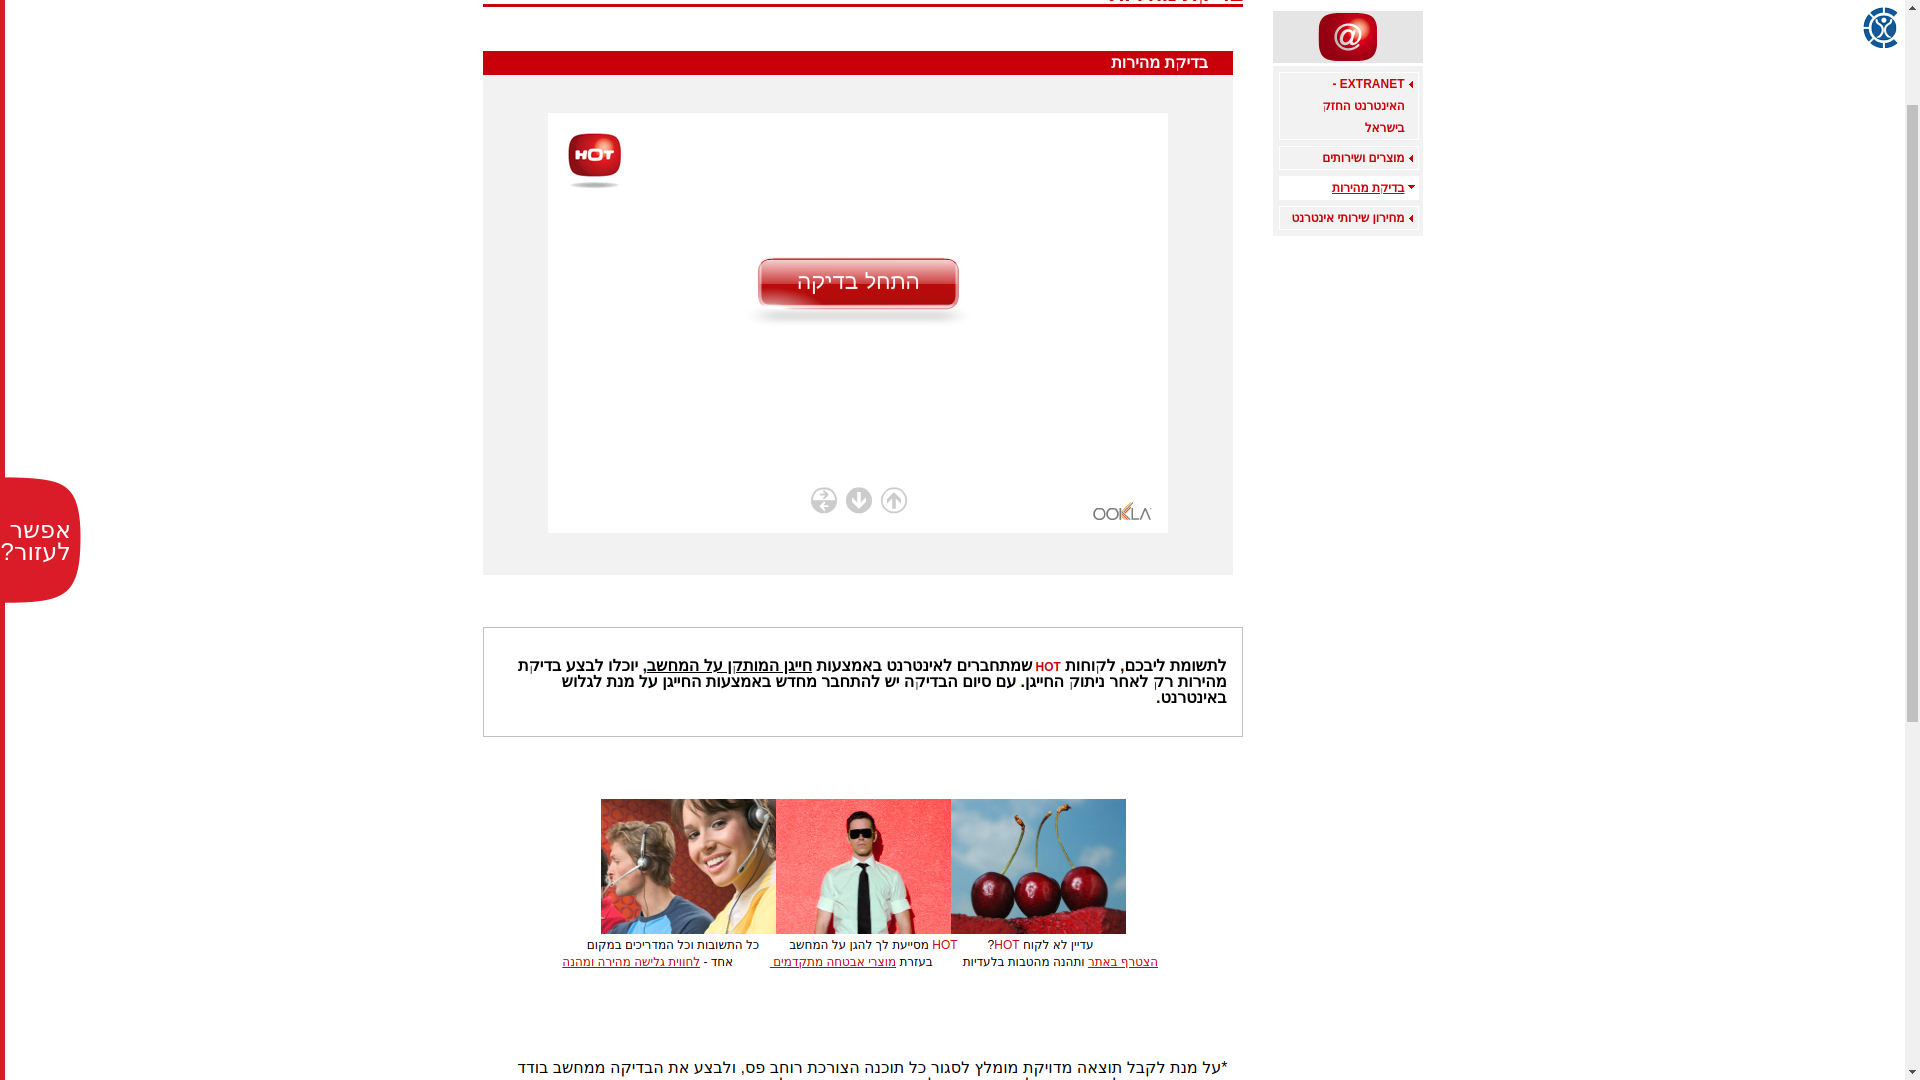 בדיקת מהירות
@
EXTRANET -
האינטרנט החזק
בישראל
מוצרים ושירותים
בדיקת מהירות
מחירון שירותי אינטרנט
HOT
התחל בדיקה
OOKLA
אפשר
לעזור?
לתשומת ליבכם, לקוחות HOT שמתחברים לאינטרנט באמצעות חייגן המותקן על המחשב, יוכלו לבצע בדיקת
מהירות רק לאחר ניתוק החייגן. עם סיום הבדיקה יש להתחבר מחדש באמצעות החייגן על מנת לגלוש
באינטרנט.
עדיין לא לקוח HOT?
הצטרף באתר ותהנה מהטבות בלעדיות
HOT מסייעת לך להגן על המחשב
בעזרת מוצרי אבטחה מתקדמים
כל התשובות וכל המדריכים במקום
אחד - לחווית גלישה מהירה ומהנה
*על מנת לקבל תוצאה מדויקת מומלץ לסגור כל תוכנה הצורכת רוחב פס, ולבצע את הבדיקה ממחשב בודד